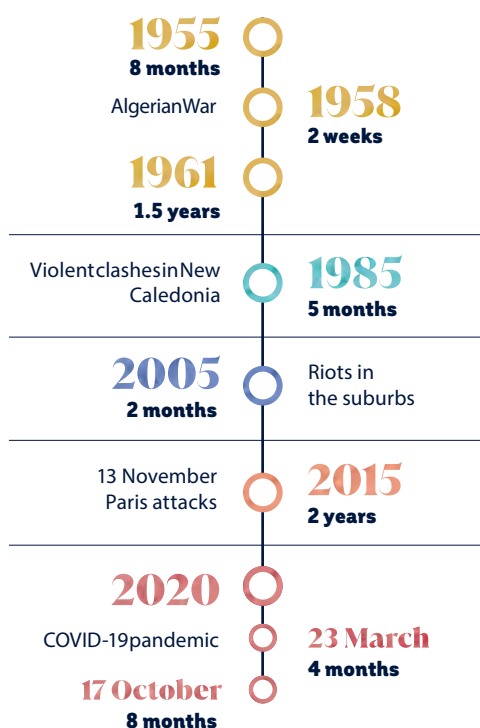 1955
8 months
AlgerianWar
1958
2 weeks
1961
1.5 years
ViolentclashesinNew
Caledonia
1985
5 months
2005
2 months
Riots in
the suburbs
13 November
Paris attacks
2015
2 years
2020
COVID-19pandemic
23 March
4 months
17 October
8 months